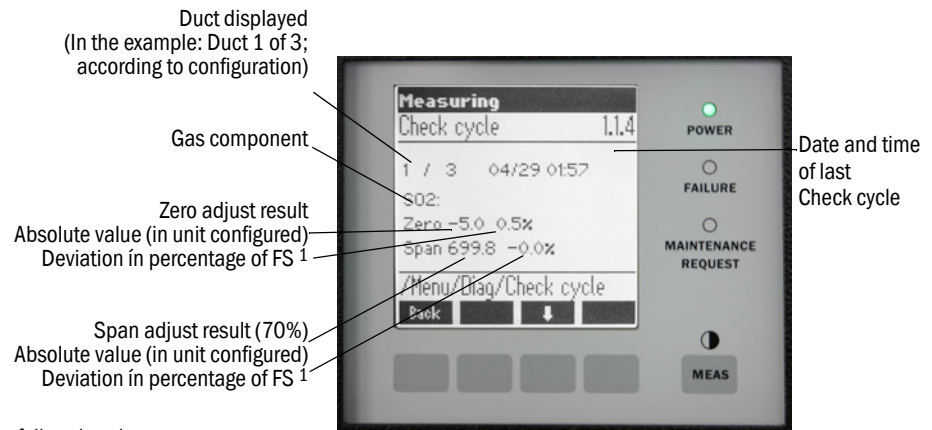 Duct displayed
(In the example: Duct 1 of 3;
according to configuration)
Gas component
Zero adjust result
Absolute value (in unit configured)
Deviation ín percentage of FS 1
Span adjust result (70%)
Absolute value (in unit configured)
Deviation ín percentage of FS 1
Measuring
Check cycle 1.1.4
1 / 3 04/29 01:57
SO2:
Zero -5.0 0.5%
Span 699.8 -0.0%
/Menu/Diag/Check cycle
Back
POWER
FAILURE
MAINTENANCE
REQUEST
MEAS
Date and time
of last
Check cycle